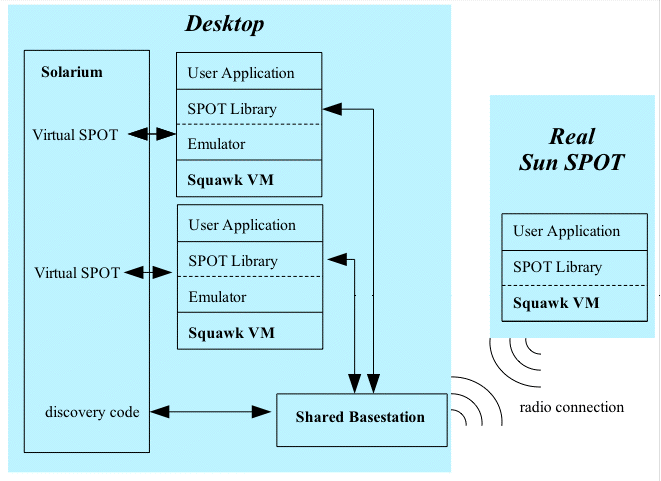 Desktop
Solarium
Virtual SPOT
User Application
SPOT Library
Emulator
Squawk VM
Virtual SPOT
User Application
SPOT Library
Emulator
Squawk VM
discovery code
Shared Basestation
Real
Sun SPOT
User Application
SPOT Library
Squawk VM
radio connection